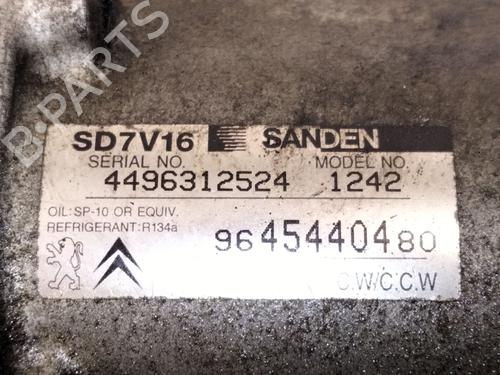 B-PARTS
SD7V16 SANDEN
SERIAL NO. MODEL NO.
4496312524 1242
OIL: SP-10 OR EQUIV.
REFRIGERANT: R134a
9645440480
C.W/C.C.W